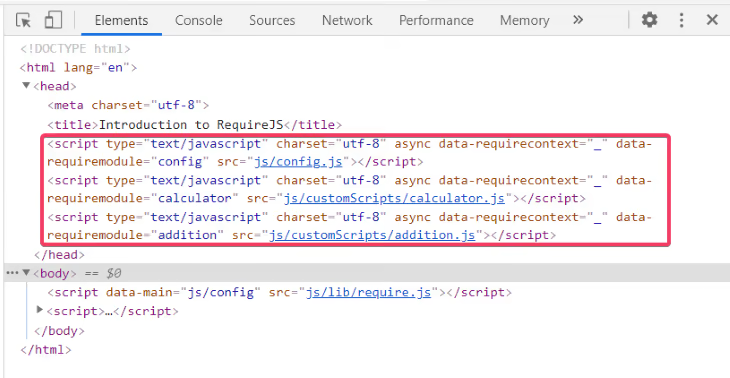 Elements Console Sources Network Performance Memory »
<!DOCTYPE html>
<html lang="en">
▼<head>
<meta charset="utf-8">
<title>Introduction to RequireJS</title>
<script type="text/javascript" charset="utf-8" async data-requirecontext="_" data-
requiremodule="config" src="js/config.js"></script>
<script type="text/javascript" charset="utf-8" async data-requirecontext="_" data-
requiremodule="calculator" src="js/customScripts/calculator.js"></script>
<script type="text/javascript" charset="utf-8" async data-requirecontext="_" data-
requiremodule="addition" src="js/customScripts/addition.js"></script>
</head>
…▼<body> == $0
<script data-main="js/config" src="js/lib/require.js"></script>
▶<script>…</script>
</body>
</html>